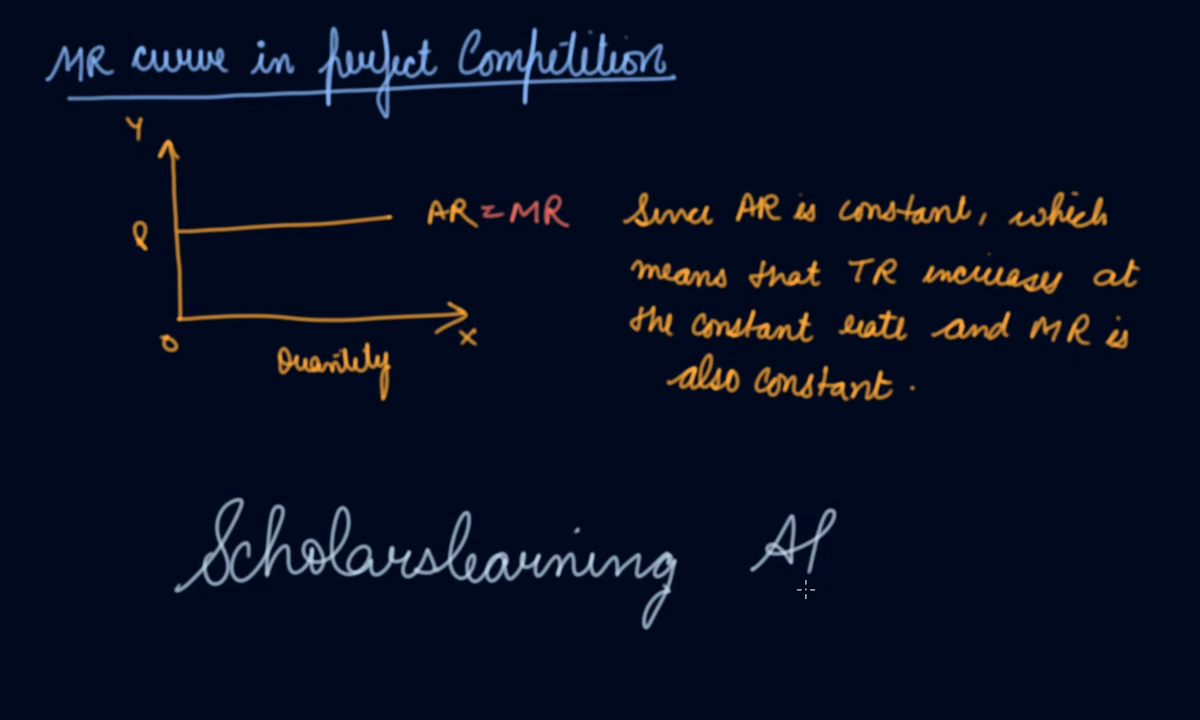 MR curve in perfect Competition
Y
P
AR = MR
O
X
Quantity
Since AR is constant, which
means that TR increases at
the constant rate and MR is
also constant.
Scholarslearning AP